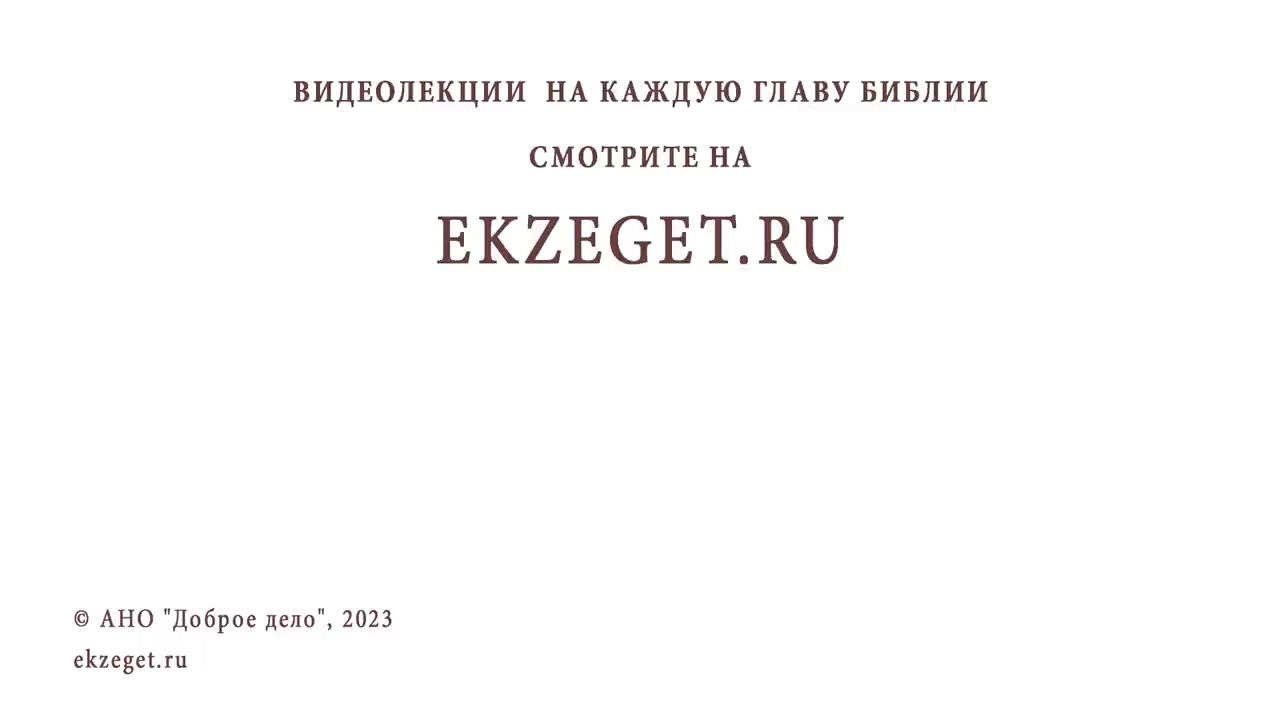 ВИДЕОЛЕКЦИИ НА КАЖДУЮ ГЛАВУ БИБЛИИ
СМОТРИТЕ НА
EKZEGET.RU
© АНО "Доброе дело", 2023
ekzeget.ru